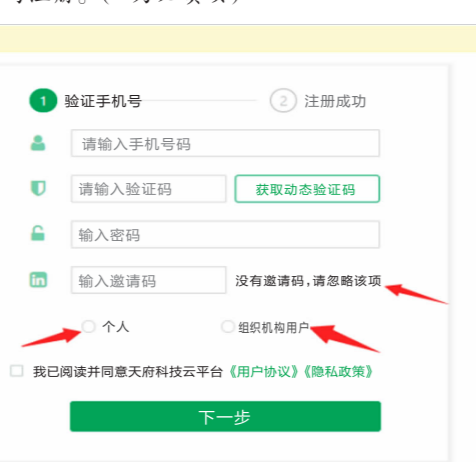 1 验证手机号 2 注册成功
请输入手机号码
请输入验证码 获取动态验证码
输入密码
in 输入邀请码 没有邀请码,请忽略该项
个人 组织机构用户
我已阅读并同意天府科技云平台《用户协议》《隐私政策》
下一步